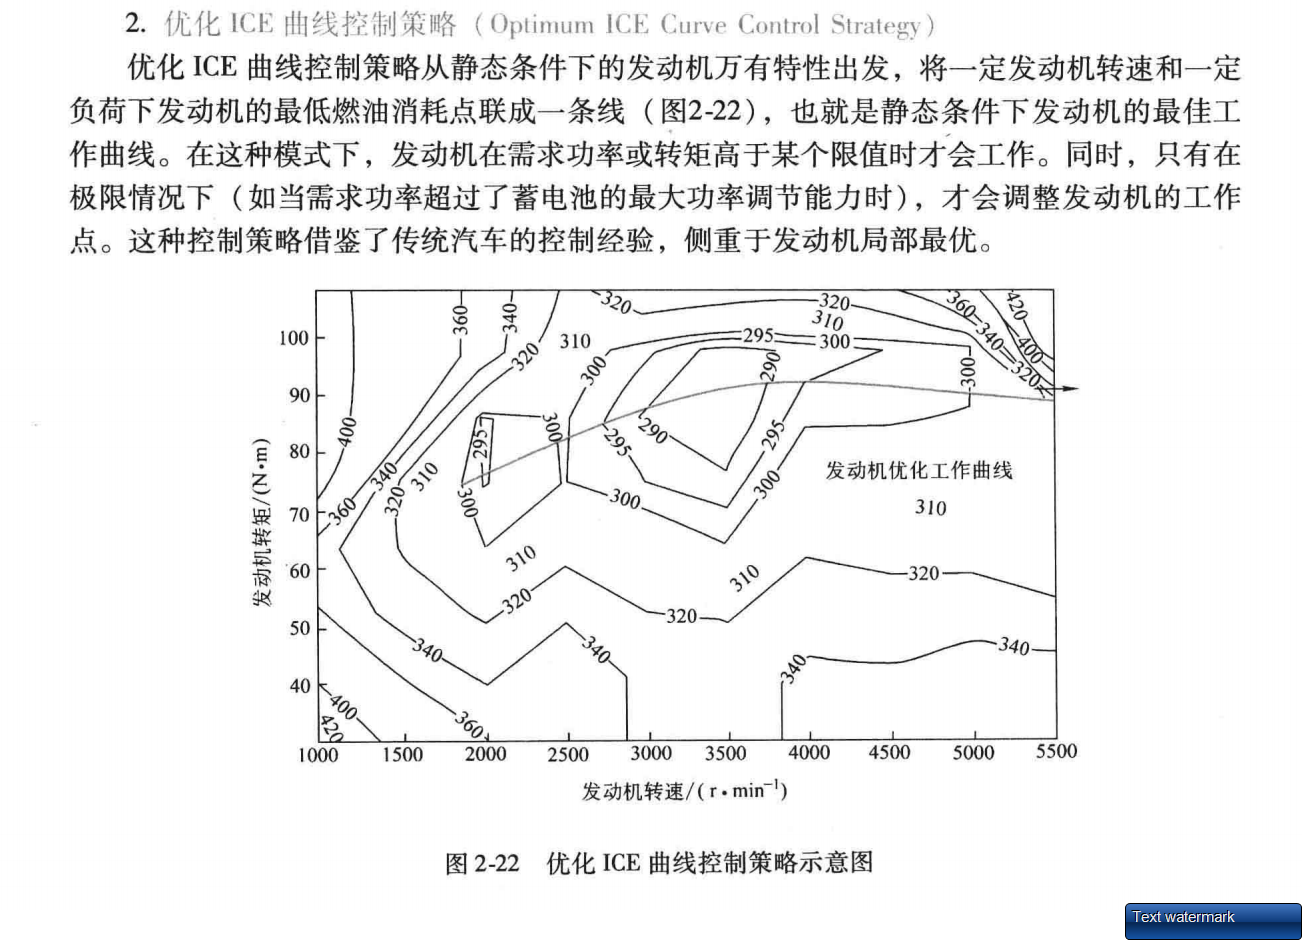 2. 优化 ICE 曲线控制策略（Optimum ICE Curve Control Strategy）
优化 ICE 曲线控制策略从静态条件下的发动机万有特性出发，将一定发动机转速和一定
负荷下发动机的最低燃油消耗点联成一条线（图2-22），也就是静态条件下发动机的最佳工
作曲线。在这种模式下，发动机在需求功率或转矩高于某个限值时才会工作。同时，只有在
极限情况下（如当需求功率超过了蓄电池的最大功率调节能力时），才会调整发动机的工作
点。这种控制策略借鉴了传统汽车的控制经验，侧重于发动机局部最优。
320 320 360 420
360 340 310
100 310 295 300 340 400
320 300 290 300 320
90
400 300 290 295
80 295 295
340 310 发动机优化工作曲线
360 320 300 300 300 310
70
发动机转矩/(N•m)
60 310 310 320
320 320
50
340 340 340 340
40 400
420 360
1000 1500 2000 2500 3000 3500 4000 4500 5000 5500
发动机转速/( r • min⁻¹)
图 2-22 优化 ICE 曲线控制策略示意图
Text watermark